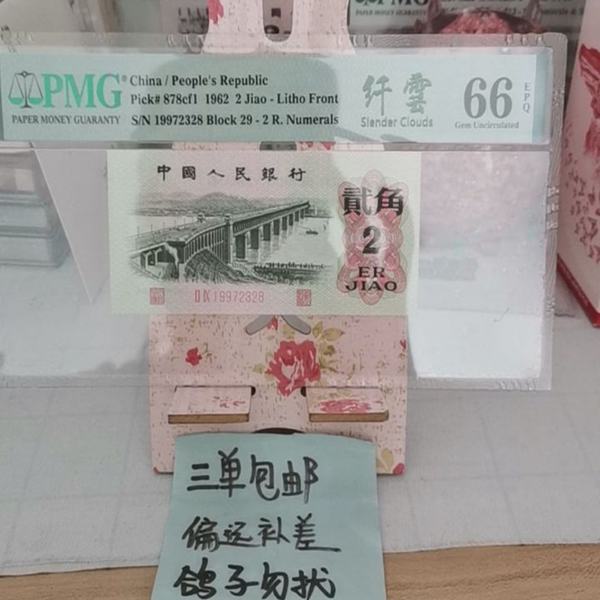 PMG
PAPER MONEY GUARANTY
China / People's Republic
Pick# 878cf1 1962 2 Jiao - Litho Front
S/N 19972328 Block 29 - 2 R. Numerals
纤雲
Slender Clouds
66
EPQ
Gem Uncirculated
中國人民銀行
貳角
2
ER
JIAO
19972328
三单包邮
偏远补差
鸽子勿扰